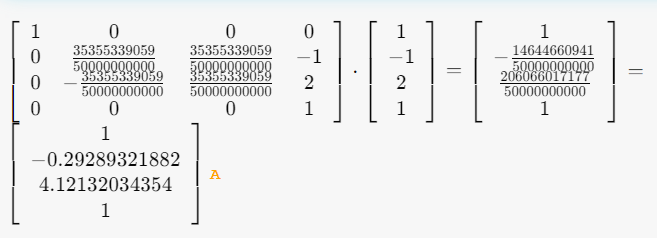 [ 1 0 0 0 ] [ 1 ] [ 1 ]
[ 0 35355339059/50000000000 35355339059/50000000000 −1 ] · [ −1 ] = [ −14644660941/50000000000 ] =
[ 0 −35355339059/50000000000 35355339059/50000000000 2 ] [ 2 ] [ 206066017177/50000000000 ]
[ 0 0 0 1 ] [ 1 ] [ 1 ]
[ 1 ]
[ −0.29289321882 ]
[ 4.12132034354 ] A
[ 1 ]